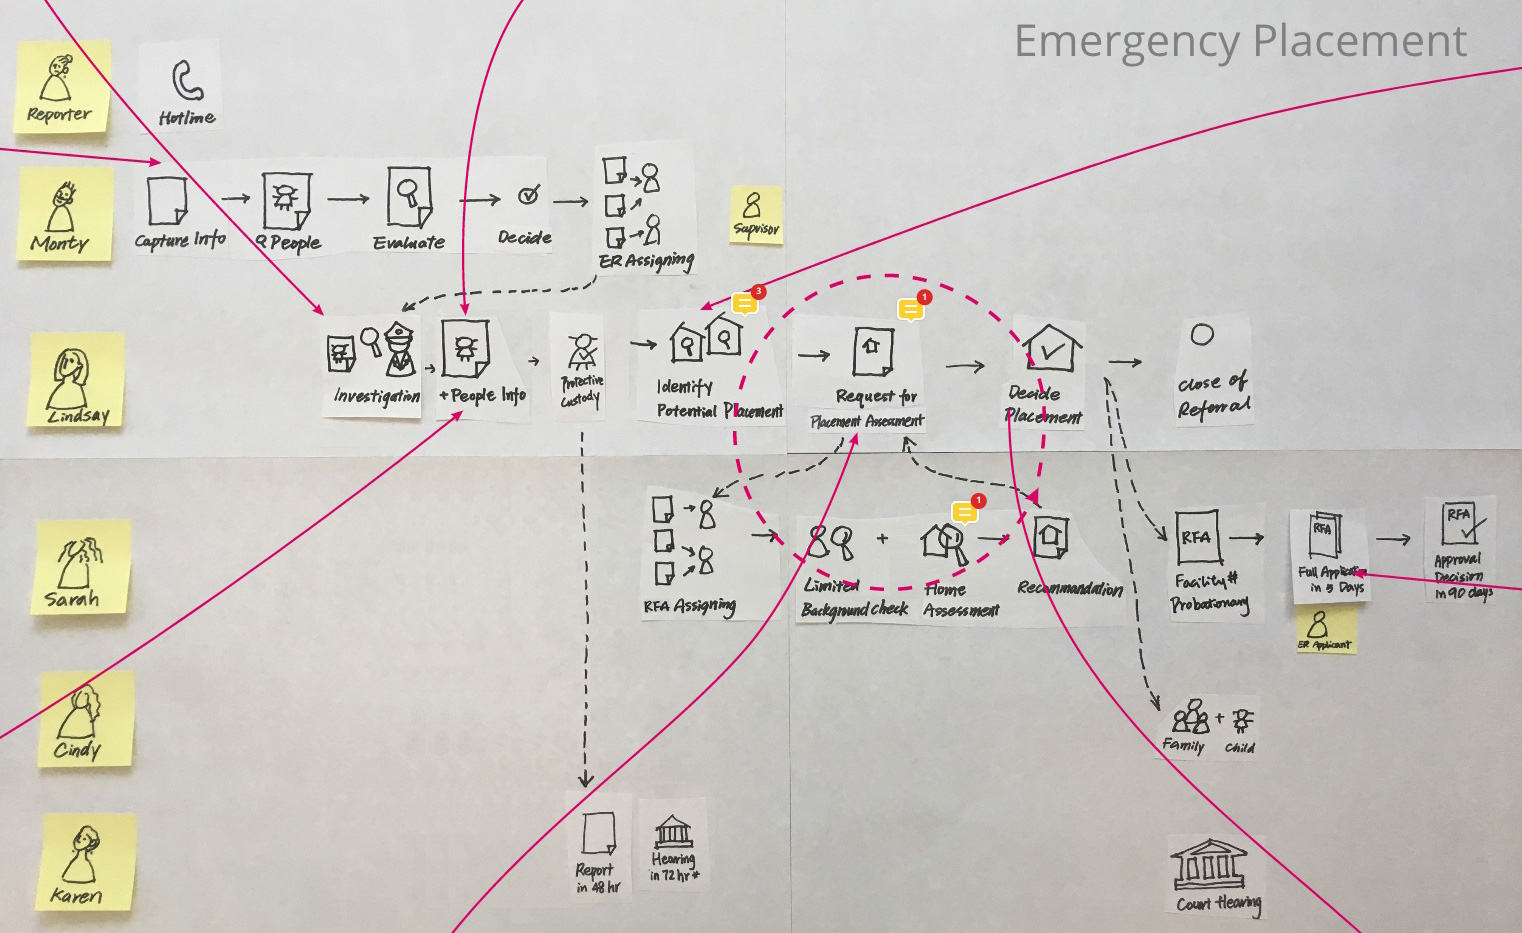 Emergency Placement
Reporter
Hotline
Monty
Capture Info
People
Evaluate
Decide
ER Assigning
Supvisor
3
1
Lindsay
Investigation
+ People Info
Protective
Custody
Identify
Potential Placement
Request for
Placement Assessment
Decide
Placement
close of
Referral
Sarah
RFA Assigning
+
Limited
Background check
1
Home
Assessment
Recommandation
RFA
Facility #
Probationary
RFA
Full Application
in 5 Days
ER Applicant
RFA
Approval
Decision
in 90 days
Cindy
+
Family
Child
Karen
Report
in 48 hr
Hearing
in 72 hr *
Court Hearing